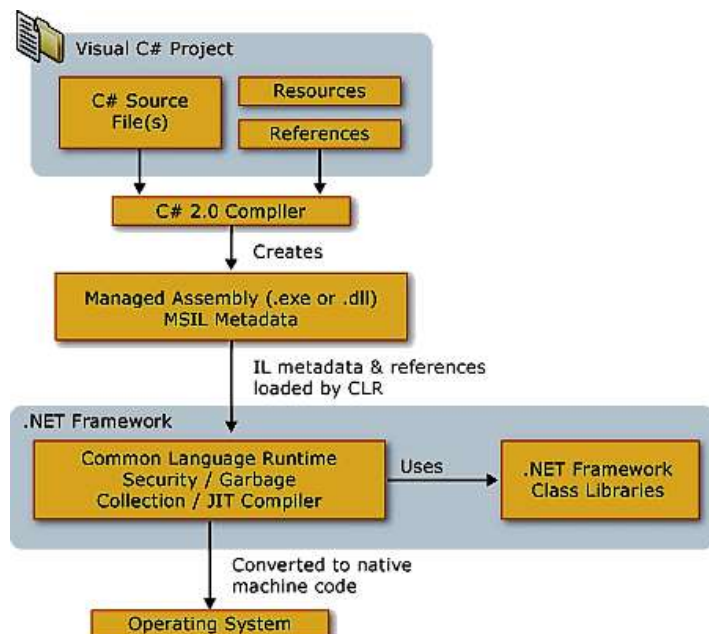 Visual C# Project
C# Source
File(s)
Resources
References
C# 2.0 Compiler
Creates
Managed Assembly (.exe or .dll)
MSIL Metadata
IL metadata & references
loaded by CLR
.NET Framework
Common Language Runtime
Security / Garbage
Collection / JIT Compiler
Uses
.NET Framework
Class Libraries
Converted to native
machine code
Operating System